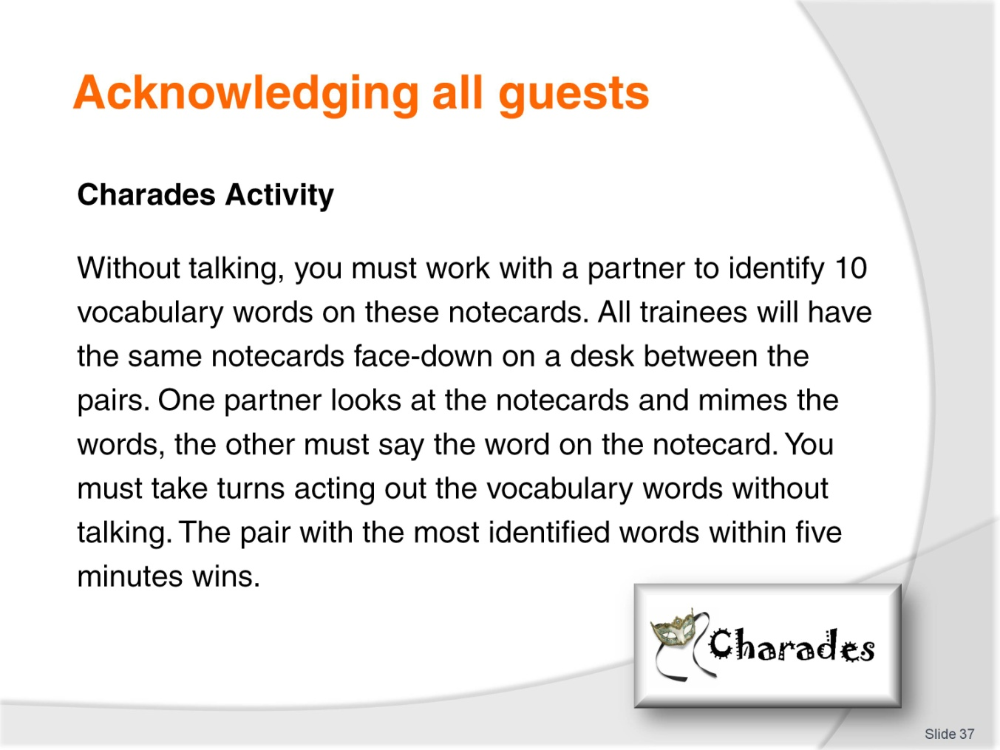 Acknowledging all guests
Charades Activity
Without talking, you must work with a partner to identify 10
vocabulary words on these notecards. All trainees will have
the same notecards face-down on a desk between the
pairs. One partner looks at the notecards and mimes the
words, the other must say the word on the notecard. You
must take turns acting out the vocabulary words without
talking. The pair with the most identified words within five
minutes wins.
Charades
Slide 37